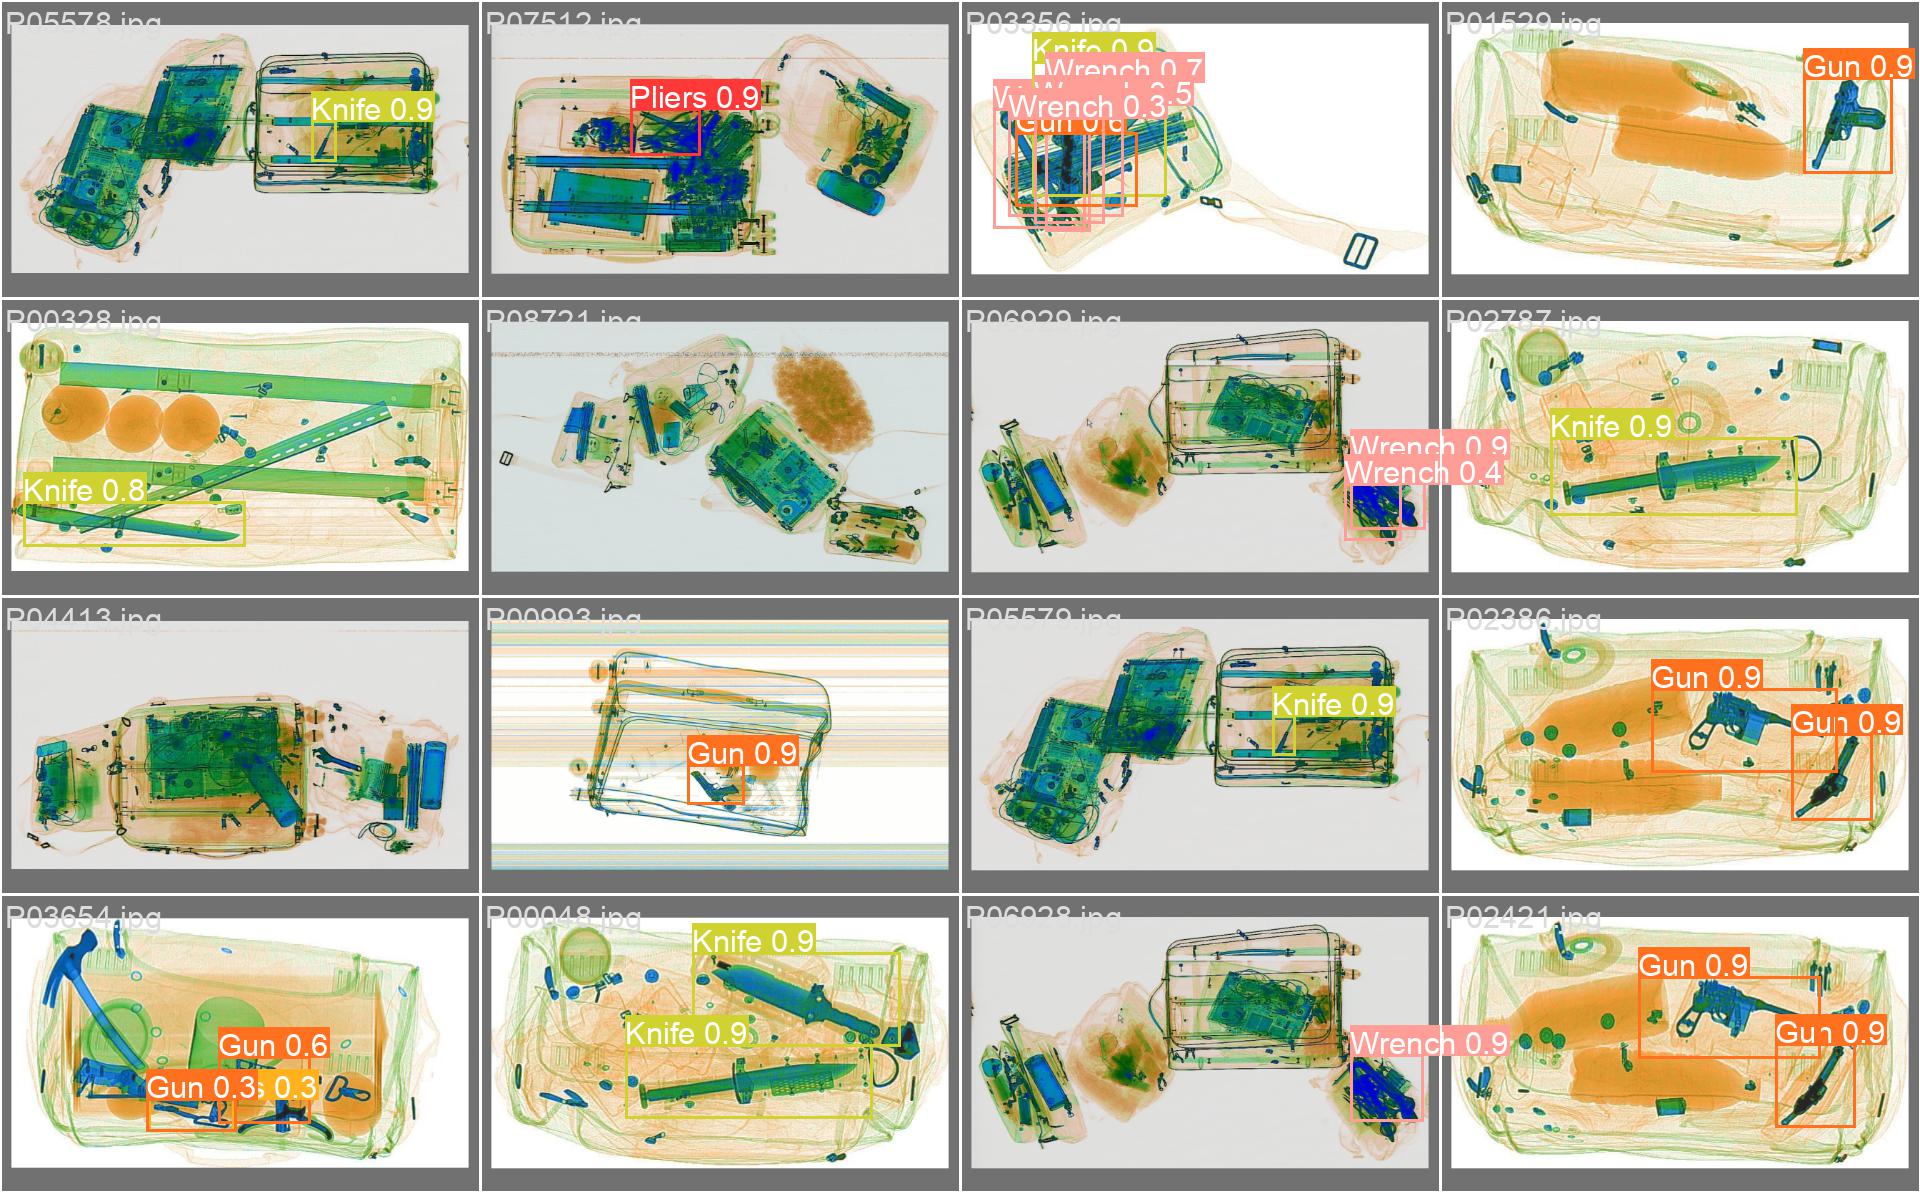 P05578.jpg
P07512.jpg
P03356.jpg
P01529.jpg
Knife 0.9
Pliers 0.9
Knife 0.9
Wrench 0.7
Wrench 0.3
Gun 0.6
Gun 0.9
P00328.jpg
P08721.jpg
P06929.jpg
P02787.jpg
Knife 0.8
Wrench 0.9
Wrench 0.4
Knife 0.9
P04413.jpg
P00993.jpg
P05579.jpg
P02386.jpg
Gun 0.9
Knife 0.9
Gun 0.9
Gun 0.9
P03654.jpg
P00048.jpg
P06928.jpg
P02421.jpg
Gun 0.6
Gun 0.3
s 0.3
Knife 0.9
Knife 0.9
Wrench 0.9
Gun 0.9
Gun 0.9